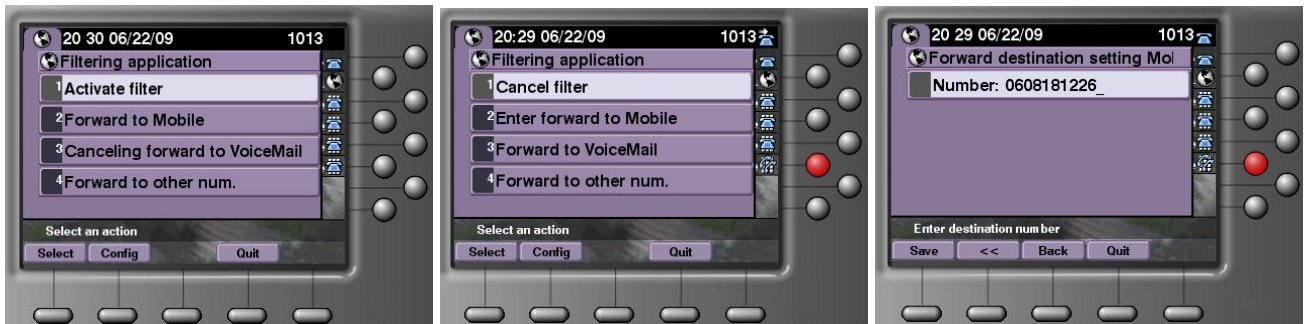 20 30 06/22/09 1013
Filtering application
1 Activate filter
2 Forward to Mobile
3 Canceling forward to VoiceMail
4 Forward to other num.
Select an action
Select Config Quit
20:29 06/22/09 1013
Filtering application
1 Cancel filter
2 Enter forward to Mobile
3 Forward to VoiceMail
4 Forward to other num.
Select an action
Select Config Quit
20 29 06/22/09 1013
Forward destination setting Mo
Number: 0608181226_
Enter destination number
Save << Back Quit